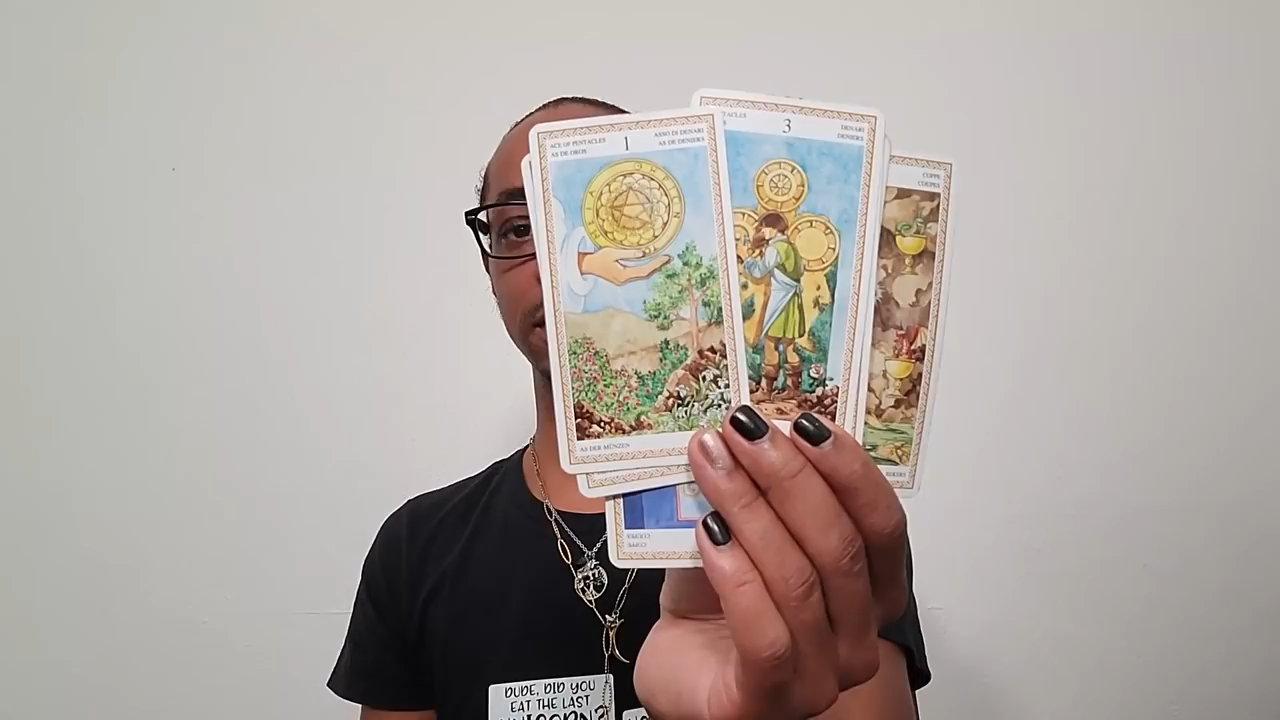 ACE OF PENTACLES
AS DE OROS
1
ASSO DI DENARI
AS DE DENIERS
3
DENARI
DENIERS
COPPE
COUPES
AS DER MÜNZEN
DUDE, DID YOU
EAT THE LAST
UNICORN?